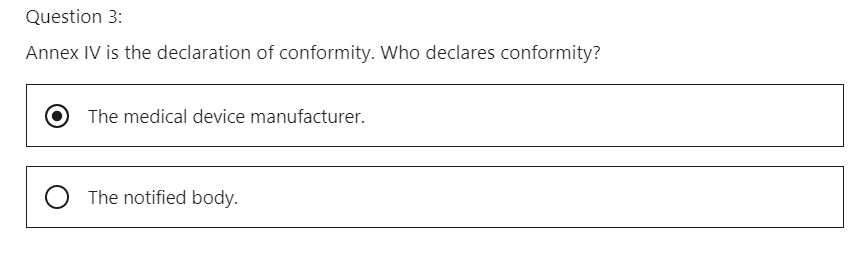 Question 3:
Annex IV is the declaration of conformity. Who declares conformity?
The medical device manufacturer.
The notified body.